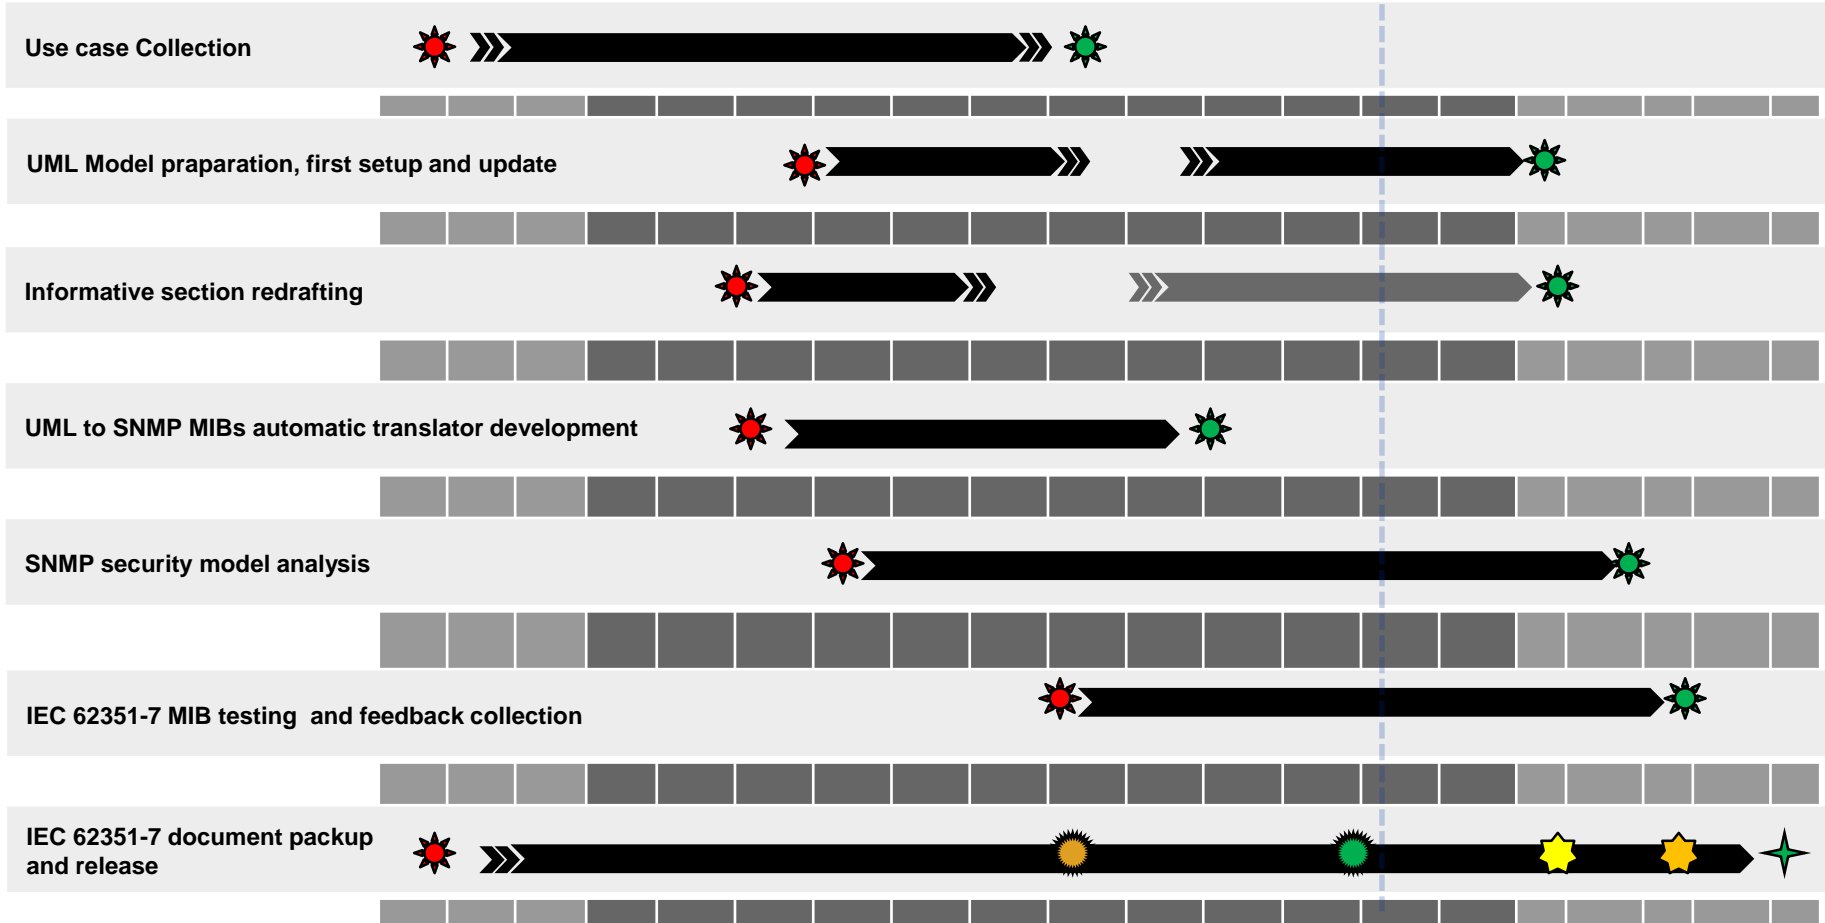 Use case Collection
UML Model praparation, first setup and update
Informative section redrafting
UML to SNMP MIBs automatic translator development
SNMP security model analysis
IEC 62351-7 MIB testing  and feedback collection
IEC 62351-7 document packup
and release